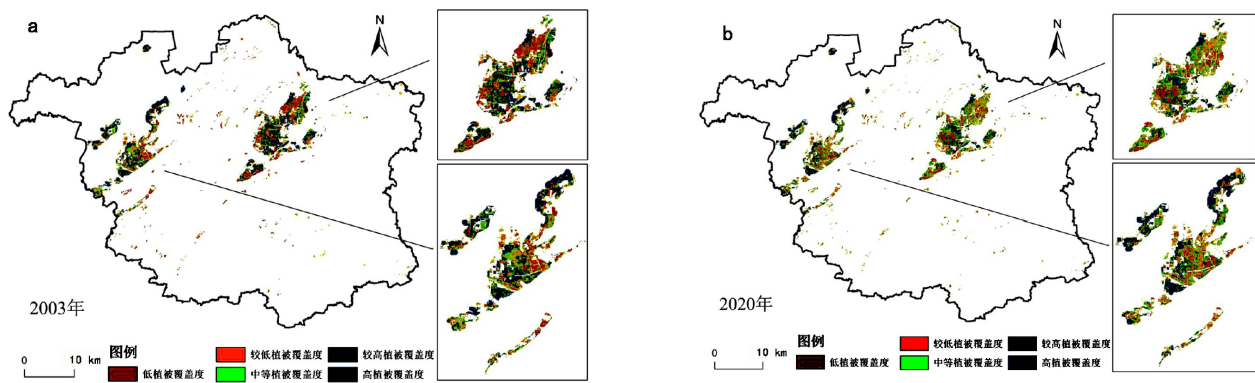 a
N
2003年
0 10 km
图例
低植被覆盖度
较低植被覆盖度
中等植被覆盖度
较高植被覆盖度
高植被覆盖度
b
N
2020年
0 10 km
图例
低植被覆盖度
较低植被覆盖度
中等植被覆盖度
较高植被覆盖度
高植被覆盖度